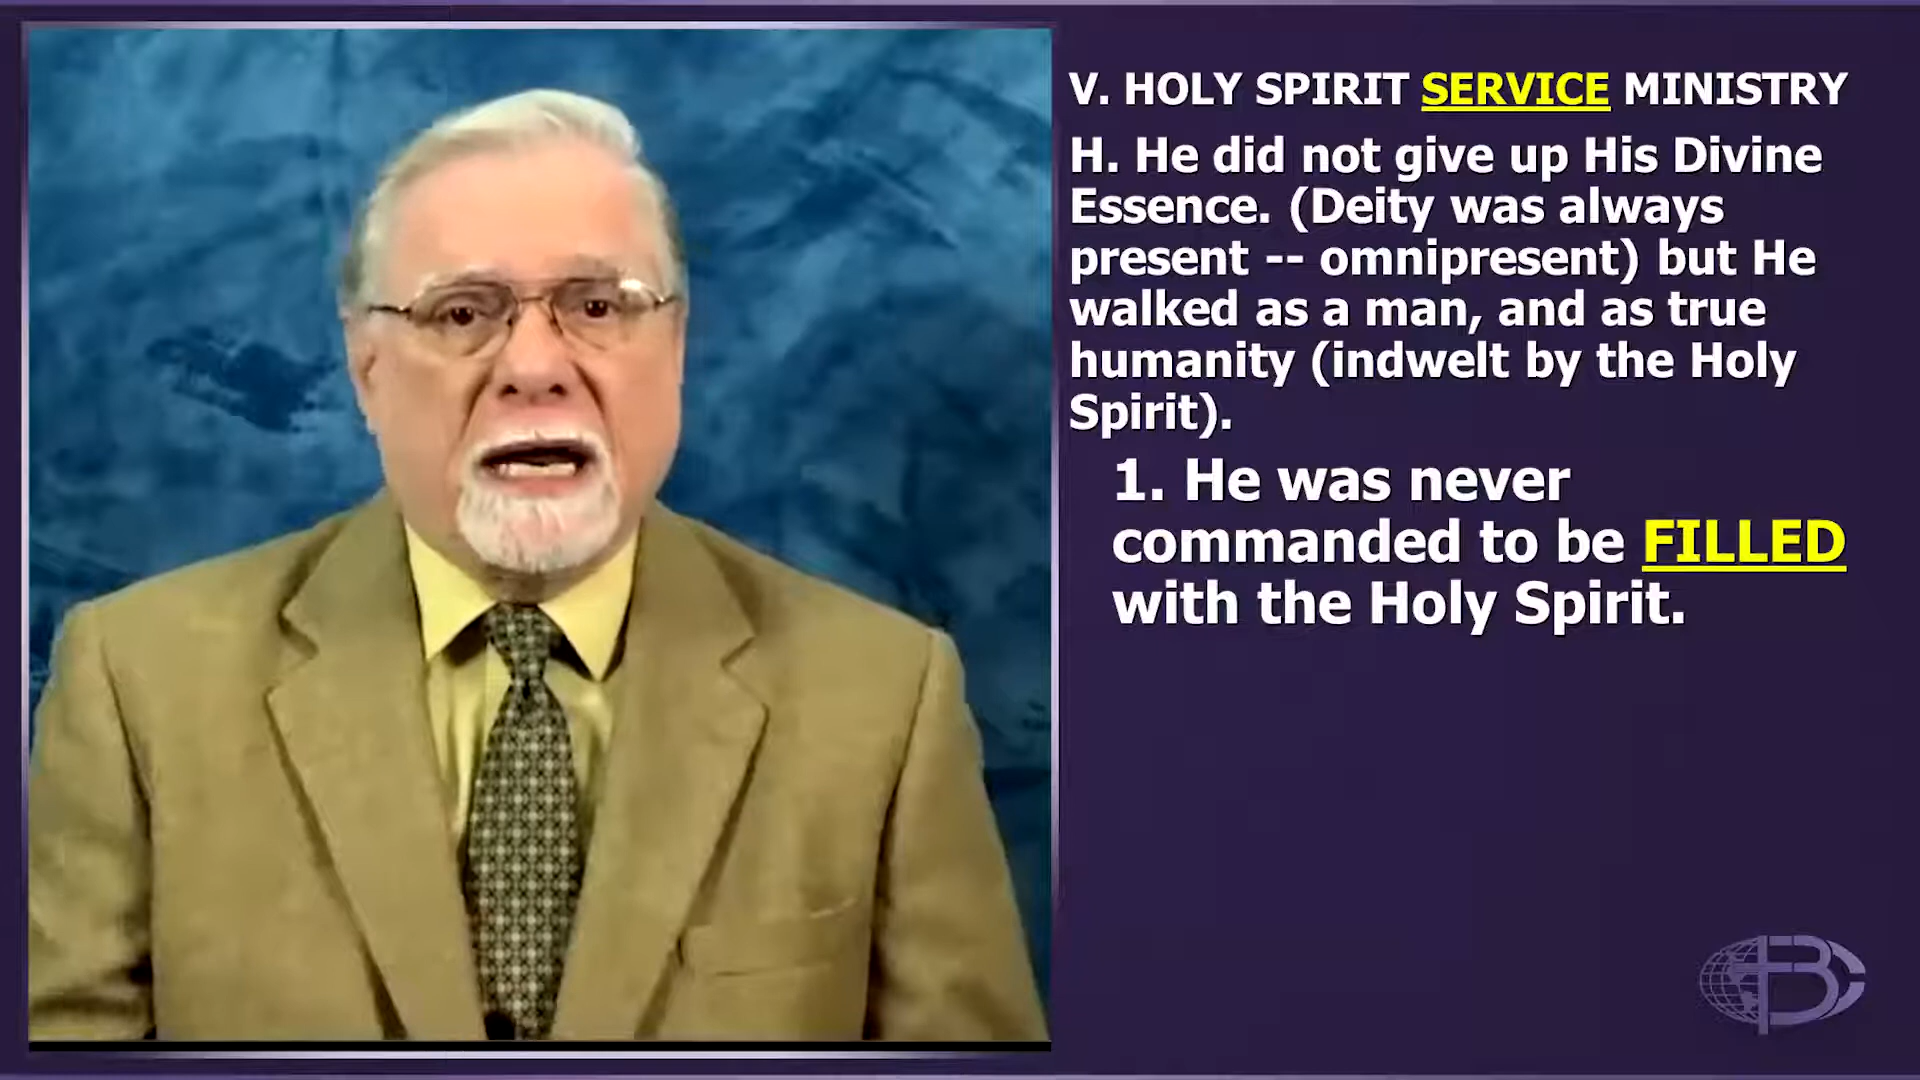 V. HOLY SPIRIT SERVICE MINISTRY
H. He did not give up His Divine
Essence. (Deity was always
present -- omnipresent) but He
walked as a man, and as true
humanity (indwelt by the Holy
Spirit).
1. He was never
commanded to be FILLED
with the Holy Spirit.